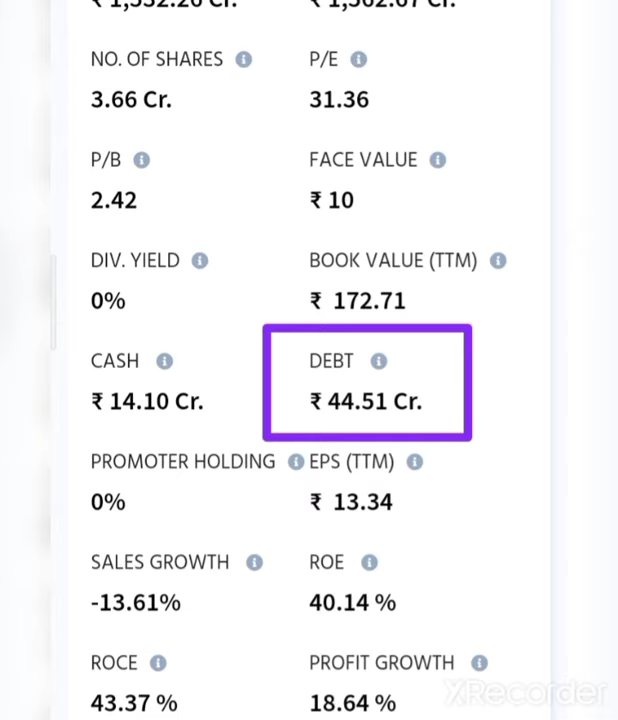 NO. OF SHARES P/E
3.66 Cr. 31.36
P/B FACE VALUE
2.42 ₹ 10
DIV. YIELD BOOK VALUE (TTM)
0% ₹ 172.71
CASH DEBT
₹ 14.10 Cr. ₹ 44.51 Cr.
PROMOTER HOLDING EPS (TTM)
0% ₹ 13.34
SALES GROWTH ROE
-13.61% 40.14 %
ROCE PROFIT GROWTH
43.37 % 18.64 %
XRecorder